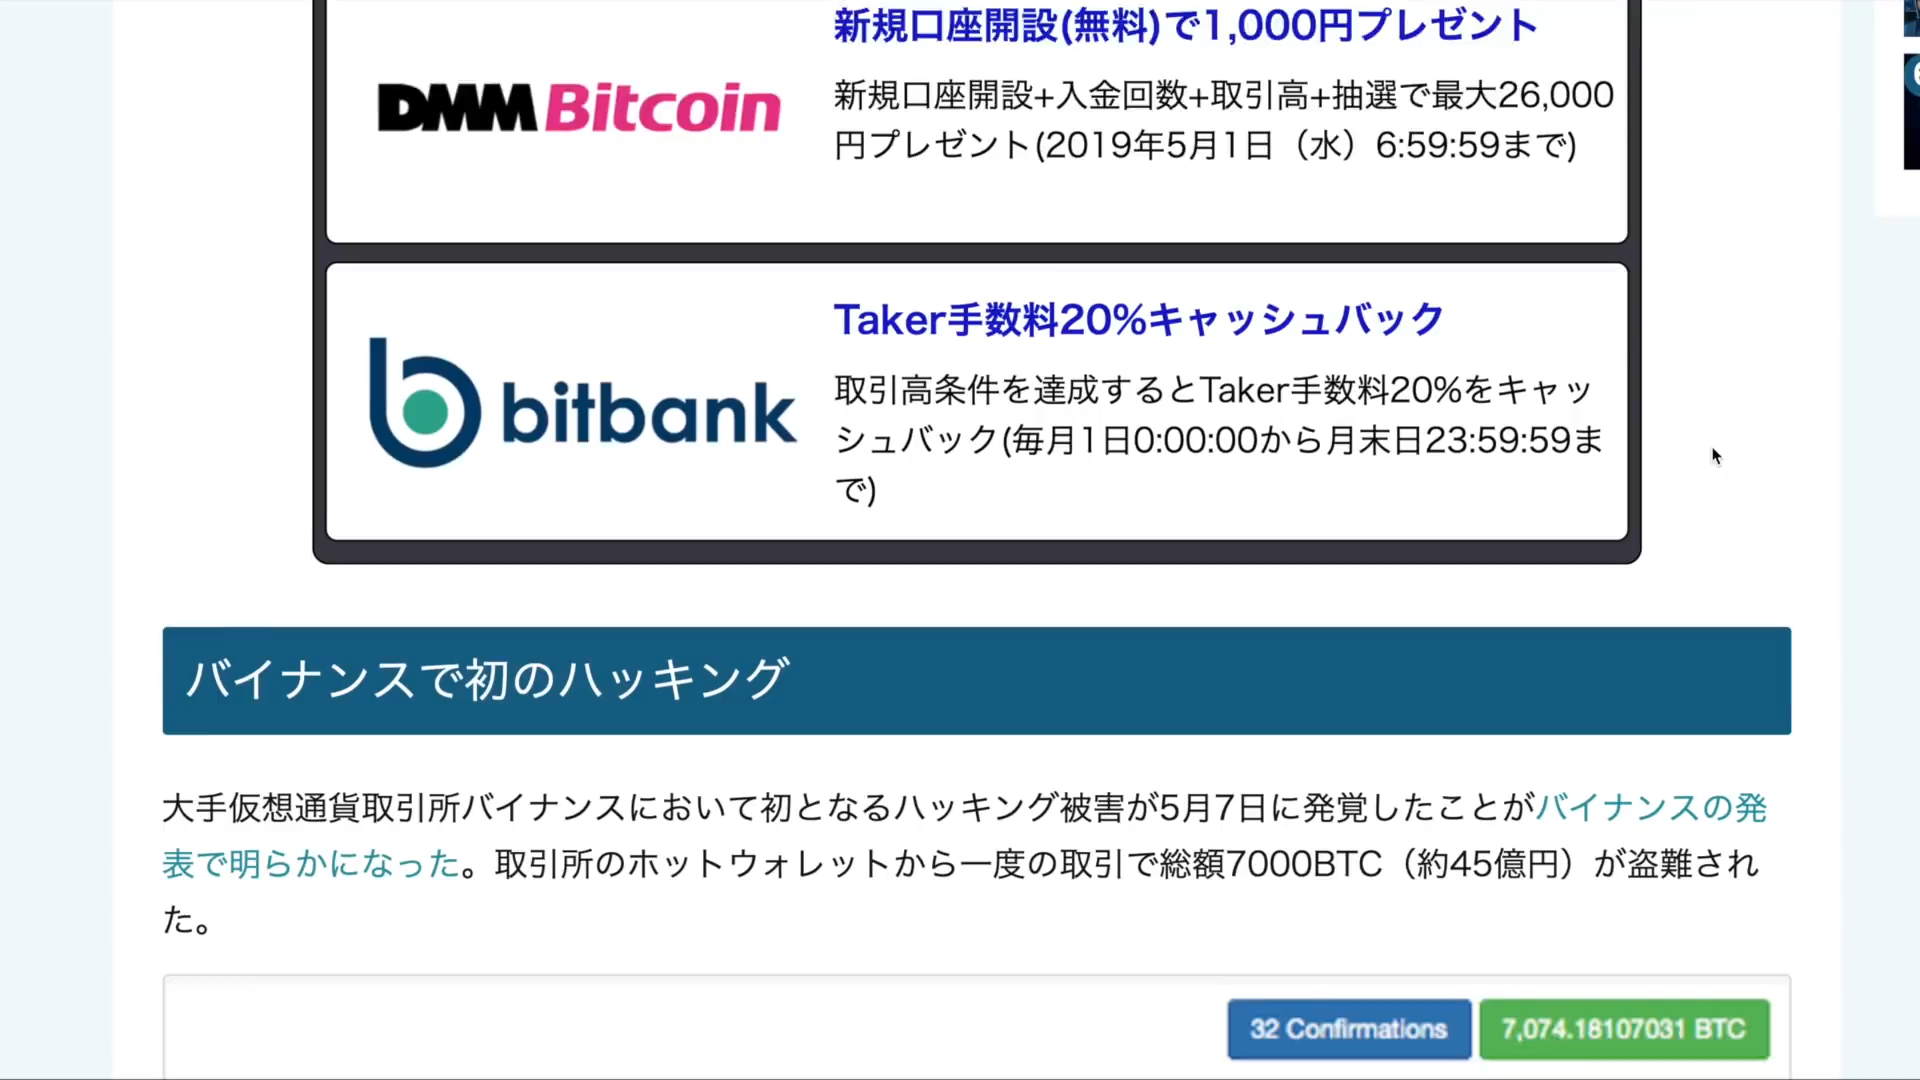 新規口座開設(無料)で1,000円プレゼント
DMM Bitcoin
新規口座開設+入金回数+取引高+抽選で最大26,000
円プレゼント(2019年5月1日（水）6:59:59まで)
Taker手数料20%キャッシュバック
bitbank
取引高条件を達成するとTaker手数料20%をキャッ
シュバック(毎月1日0:00:00から月末日23:59:59ま
で)
バイナンスで初のハッキング
大手仮想通貨取引所バイナンスにおいて初となるハッキング被害が5月7日に発覚したことがバイナンスの発
表で明らかになった。取引所のホットウォレットから一度の取引で総額7000BTC（約45億円）が盗難され
た。
32 Confirmations
7,074.18107031 BTC